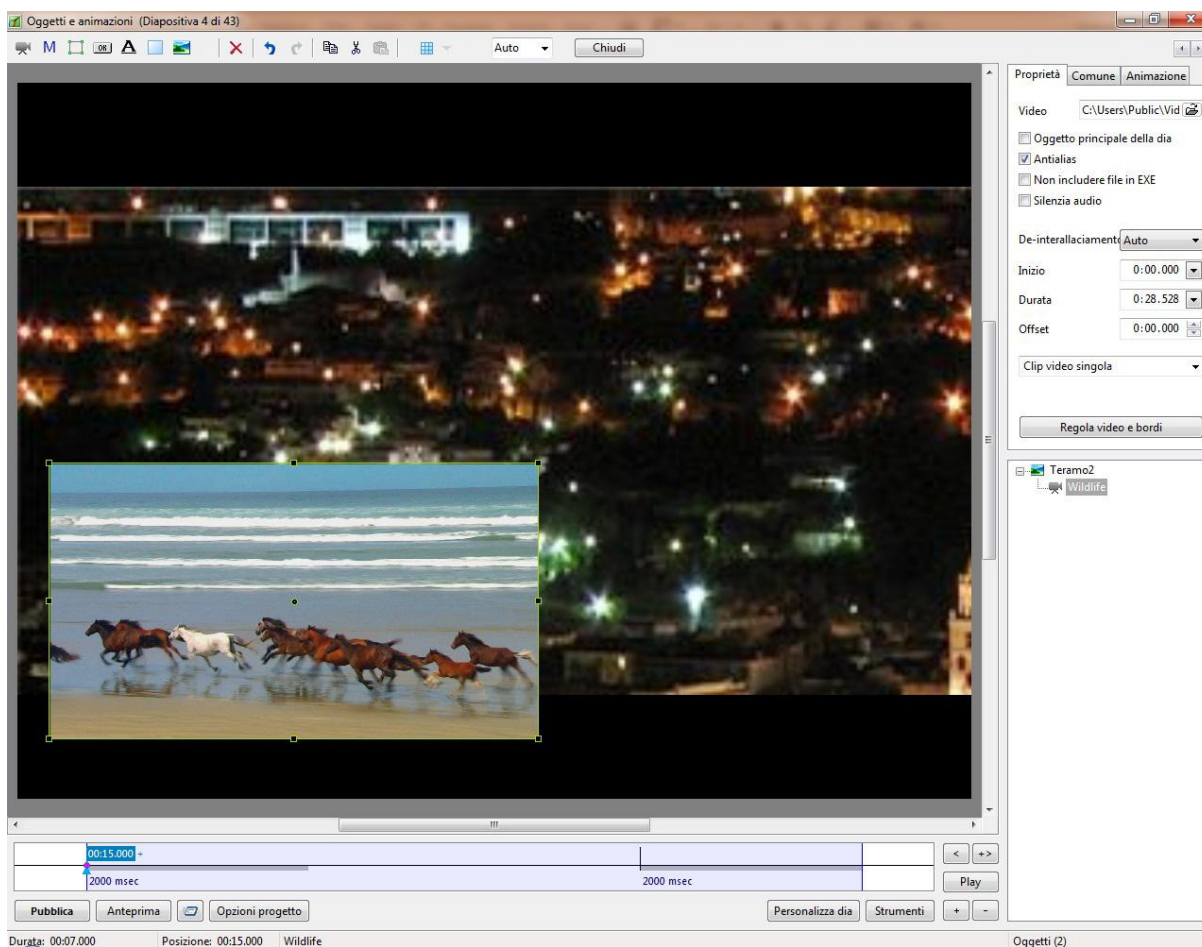 Oggetti e animazioni (Diapositiva 4 di 43)
M OK A Auto Chiudi
Proprietà Comune Animazione
Video C:\Users\Public\Vid
Oggetto principale della dia
Antialias
Non includere file in EXE
Silenzia audio
De-interallaciamento Auto
Inizio 0:00.000
Durata 0:28.528
Offset 0:00.000
Clip video singola
Regola video e bordi
Teramo2
Wildlife
00:15.000 +
2000 msec 2000 msec
< +>
Play
Pubblica Anteprima Opzioni progetto Personalizza dia Strumenti + -
Durata: 00:07.000 Posizione: 00:15.000 Wildlife Oggetti (2)